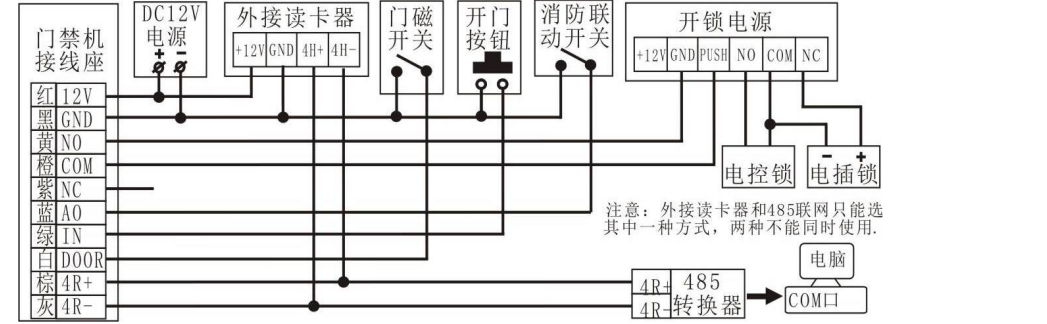 门禁机
接线座
红 12V
黑 GND
黄 NO
橙 COM
紫 NC
蓝 AO
绿 IN
白 DOOR
棕 4R+
灰 4R-
DC12V
电源
+ -
外接读卡器
+12V GND 4H+ 4H-
门磁
开关
开门
按钮
消防联
动开关
开锁电源
+12V GND PUSH NO COM NC
电控锁
- +
电插锁
注意：外接读卡器和485联网只能选
其中一种方式，两种不能同时使用.
4R+
4R-
485
转换器
电脑
COM口